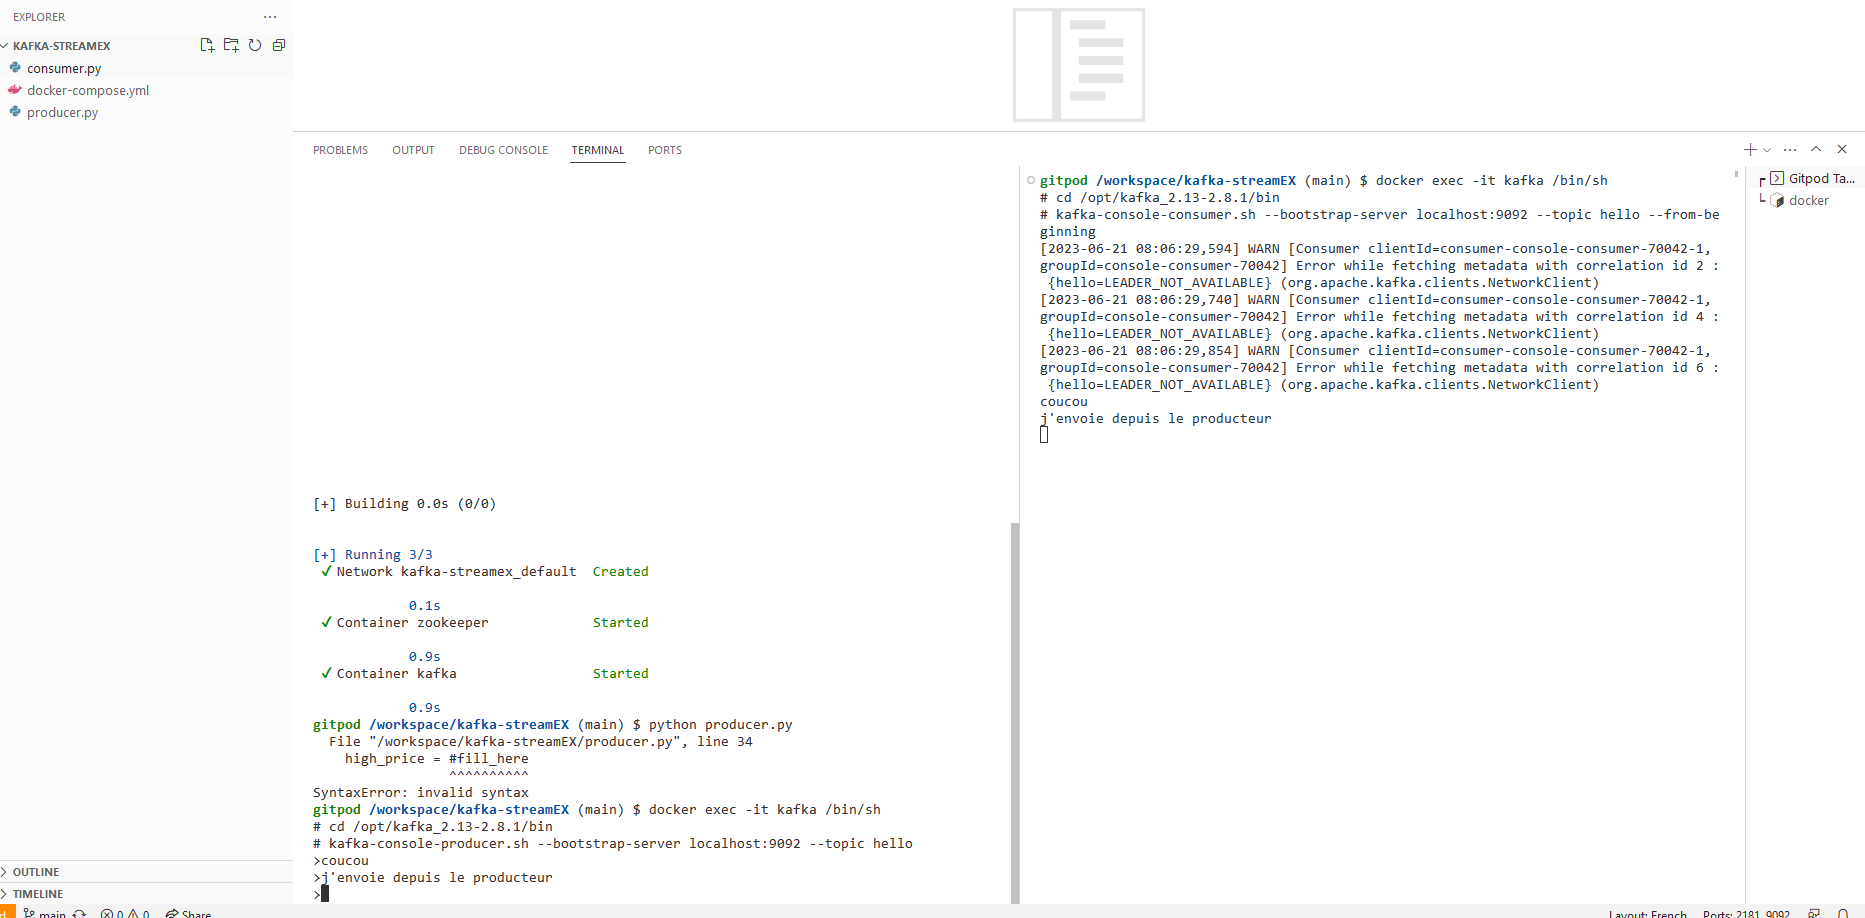 EXPLORER
KAFKA-STREAMEX
consumer.py
docker-compose.yml
producer.py
OUTLINE
TIMELINE
PROBLEMS OUTPUT DEBUG CONSOLE TERMINAL PORTS
[+] Building 0.0s (0/0)
[+] Running 3/3
✓ Network kafka-streamex_default Created
0.1s
✓ Container zookeeper Started
0.9s
✓ Container kafka Started
0.9s
gitpod /workspace/kafka-streamEX (main) $ python producer.py
File "/workspace/kafka-streamEX/producer.py", line 34
high_price = #fill_here
^^^^^^^^^^
SyntaxError: invalid syntax
gitpod /workspace/kafka-streamEX (main) $ docker exec -it kafka /bin/sh
# cd /opt/kafka_2.13-2.8.1/bin
# kafka-console-producer.sh --bootstrap-server localhost:9092 --topic hello
>coucou
>j'envoie depuis le producteur
>
gitpod /workspace/kafka-streamEX (main) $ docker exec -it kafka /bin/sh
# cd /opt/kafka_2.13-2.8.1/bin
# kafka-console-consumer.sh --bootstrap-server localhost:9092 --topic hello --from-be
ginning
[2023-06-21 08:06:29,594] WARN [Consumer clientId=consumer-console-consumer-70042-1,
groupId=console-consumer-70042] Error while fetching metadata with correlation id 2 :
{hello=LEADER_NOT_AVAILABLE} (org.apache.kafka.clients.NetworkClient)
[2023-06-21 08:06:29,740] WARN [Consumer clientId=consumer-console-consumer-70042-1,
groupId=console-consumer-70042] Error while fetching metadata with correlation id 4 :
{hello=LEADER_NOT_AVAILABLE} (org.apache.kafka.clients.NetworkClient)
[2023-06-21 08:06:29,854] WARN [Consumer clientId=consumer-console-consumer-70042-1,
groupId=console-consumer-70042] Error while fetching metadata with correlation id 6 :
{hello=LEADER_NOT_AVAILABLE} (org.apache.kafka.clients.NetworkClient)
coucou
j'envoie depuis le producteur
Gitpod Ta...
docker
d main 0 0 Share Layout: French Ports: 2181, 9092